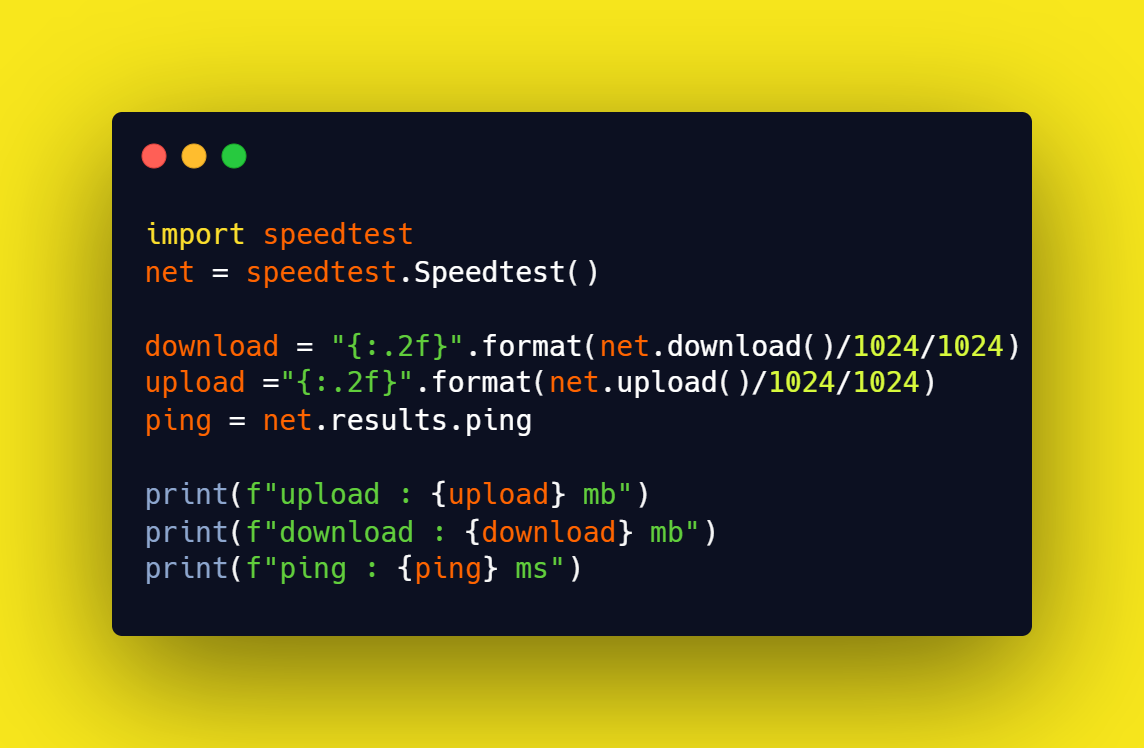 import speedtest
net = speedtest.Speedtest()
download = "{:.2f}".format(net.download()/1024/1024)
upload ="{:.2f}".format(net.upload()/1024/1024)
ping = net.results.ping
print(f"upload : {upload} mb")
print(f"download : {download} mb")
print(f"ping : {ping} ms")